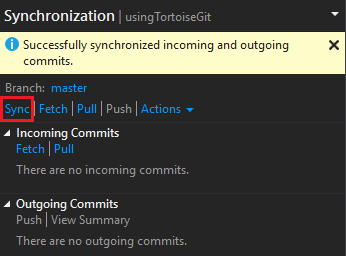 Synchronization | usingTortoiseGit
Successfully synchronized incoming and outgoing
commits.
Branch: master
Sync | Fetch | Pull | Push | Actions
Incoming Commits
Fetch | Pull
There are no incoming commits.
Outgoing Commits
Push | View Summary
There are no outgoing commits.